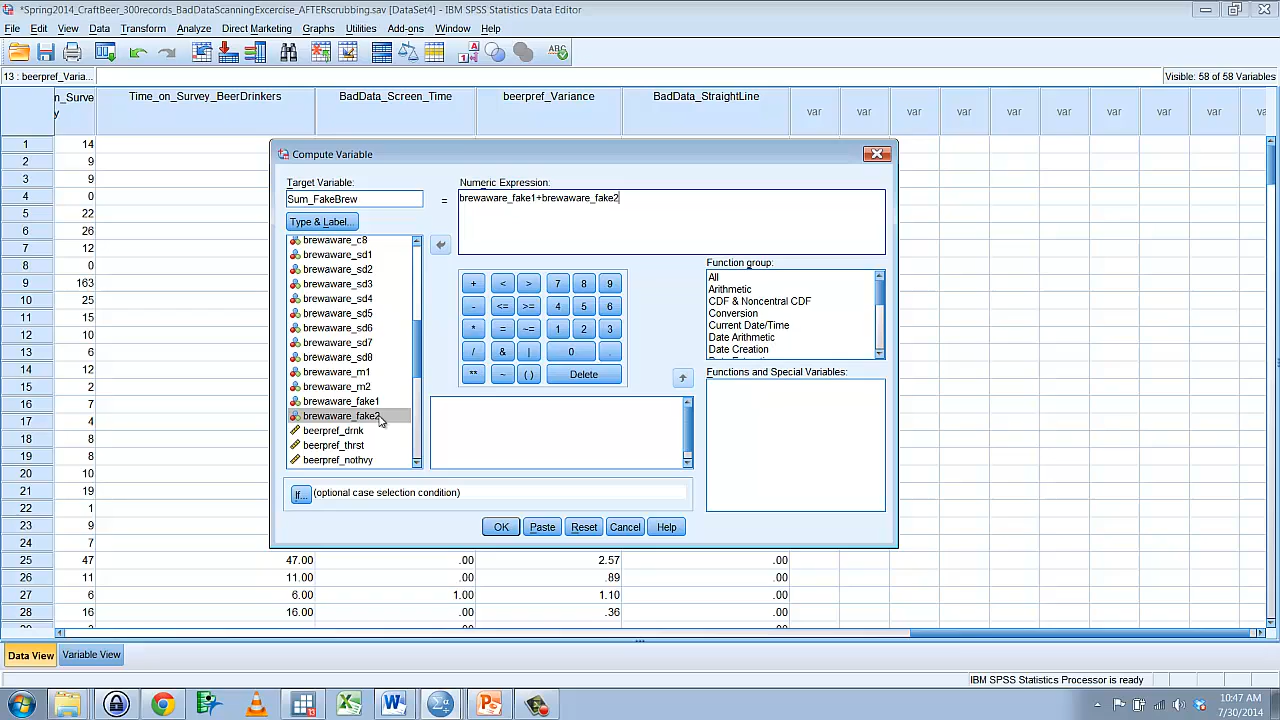 *Spring2014_CraftBeer_300records_BadDataScanningExcercise_AFTERscrubbing.sav [DataSet4] - IBM SPSS Statistics Data Editor
File Edit View Data Transform Analyze Direct Marketing Graphs Utilities Add-ons Window Help
13 : beerpref_Varia... Visible: 58 of 58 Variables
n_Surve
y Time_on_Survey_BeerDrinkers BadData_Screen_Time beerpref_Variance BadData_StraightLine var var var var var var var var var
1 14
2 9
3 9
4 0
5 22
6 26
7 12
8 0
9 163
10 25
11 15
12 10
13 6
14 12
15 2
16 7
17 4
18 8
19 8
20 10
21 19
22 1
23 9
24 7
25 47 47.00 .00 2.57 .00
26 11 11.00 .00 .89 .00
27 6 6.00 1.00 1.10 .00
28 16 16.00 .00 .36 .00
Compute Variable
Target Variable: Numeric Expression:
Sum_FakeBrew = brewaware_fake1+brewaware_fake2
Type & Label...
brewaware_c8
brewaware_sd1
brewaware_sd2
brewaware_sd3
brewaware_sd4
brewaware_sd5
brewaware_sd6
brewaware_sd7
brewaware_sd8
brewaware_m1
brewaware_m2
brewaware_fake1
brewaware_fake2
beerpref_drnk
beerpref_thrst
beerpref_nothvy
+ < > 7 8 9
- <= >= 4 5 6
* = ~= 1 2 3
/ & | 0 .
** ~ ( ) Delete
Function group:
All
Arithmetic
CDF & Noncentral CDF
Conversion
Current Date/Time
Date Arithmetic
Date Creation
Functions and Special Variables:
If... (optional case selection condition)
OK Paste Reset Cancel Help
Data View Variable View
IBM SPSS Statistics Processor is ready
10:47 AM
7/30/2014